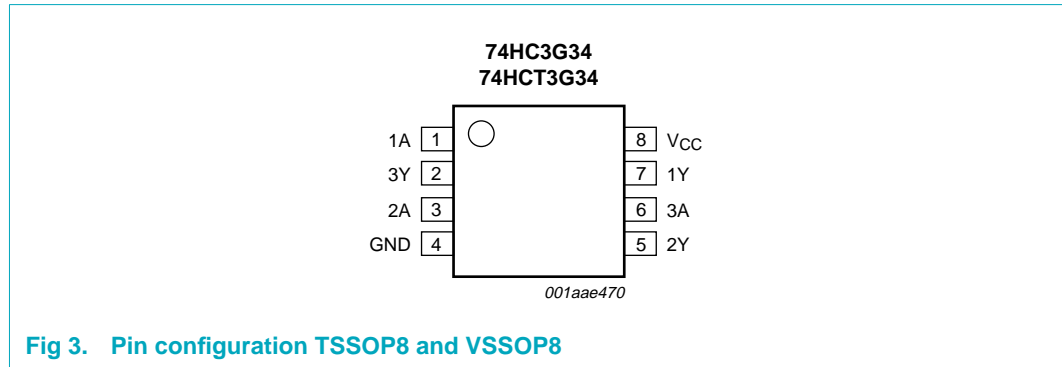 74HC3G34
74HCT3G34
1A 1 8 VCC
3Y 2 7 1Y
2A 3 6 3A
GND 4 5 2Y
001aae470
Fig 3. Pin configuration TSSOP8 and VSSOP8